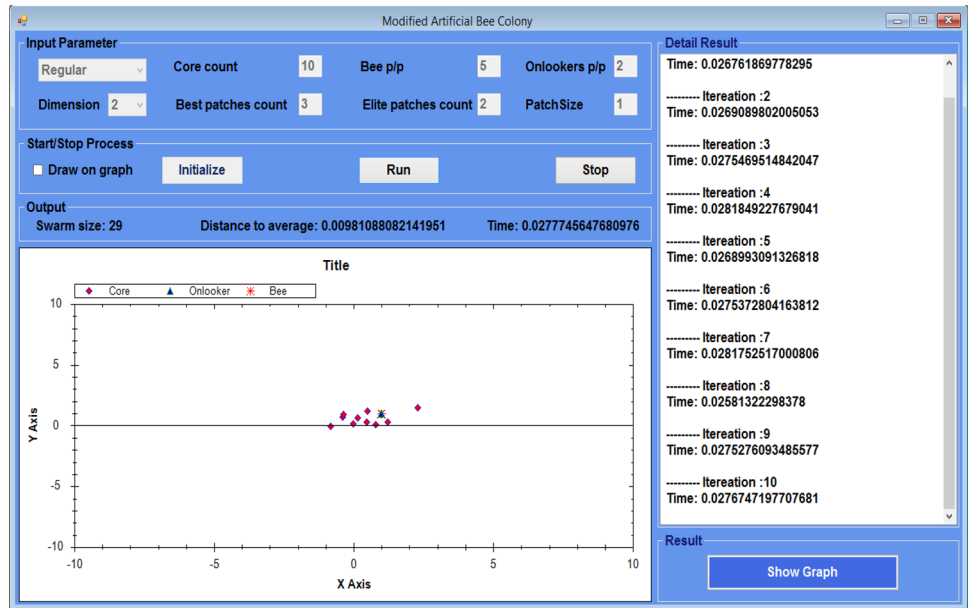 Modified Artificial Bee Colony
Input Parameter
Regular
Core count 10
Bee p/p 5
Onlookers p/p 2
Dimension 2
Best patches count 3
Elite patches count 2
PatchSize 1
Start/Stop Process
Draw on graph
Initialize
Run
Stop
Output
Swarm size: 29
Distance to average: 0.00981088082141951
Time: 0.0277745647680976
Title
Core
Onlooker
Bee
10
5
0
-5
-10
Y Axis
-10
-5
0
5
10
X Axis
Detail Result
Time: 0.026761869778295
--------- Itereation :2
Time: 0.0269089802005053
--------- Itereation :3
Time: 0.0275469514842047
--------- Itereation :4
Time: 0.0281849227679041
--------- Itereation :5
Time: 0.0268993091326818
--------- Itereation :6
Time: 0.0275372804163812
--------- Itereation :7
Time: 0.0281752517000806
--------- Itereation :8
Time: 0.02581322298378
--------- Itereation :9
Time: 0.0275276093485577
--------- Itereation :10
Time: 0.0276747197707681
Result
Show Graph